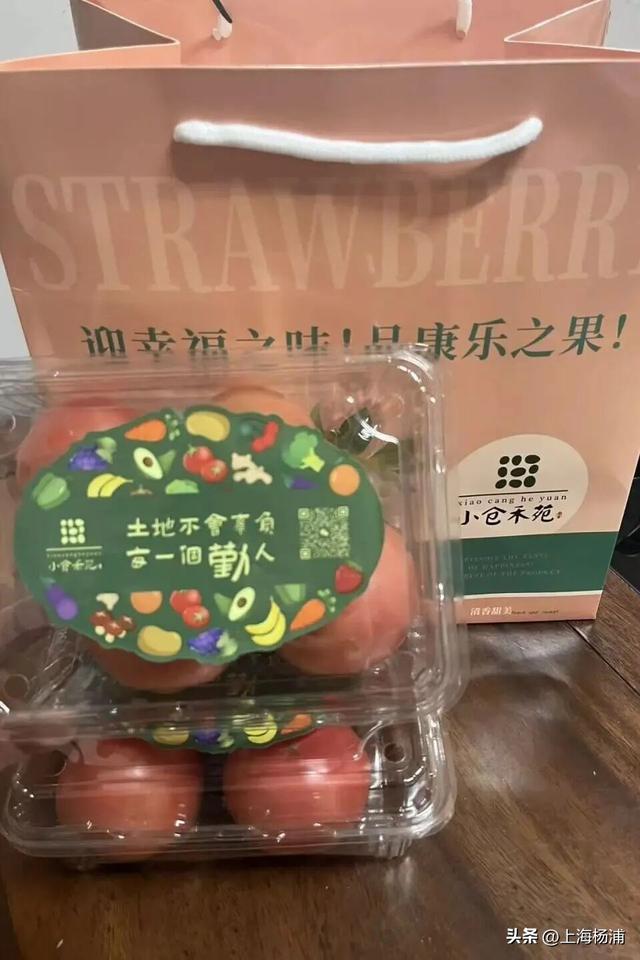 STRAWBERR
迎幸福之味!品康乐之果!
xiao cang he yuan
小仓禾苑
清香甜美
土地不會辜負
每一個勤人
xiaocangheyuan
小倉禾苑
头条 @上海杨浦